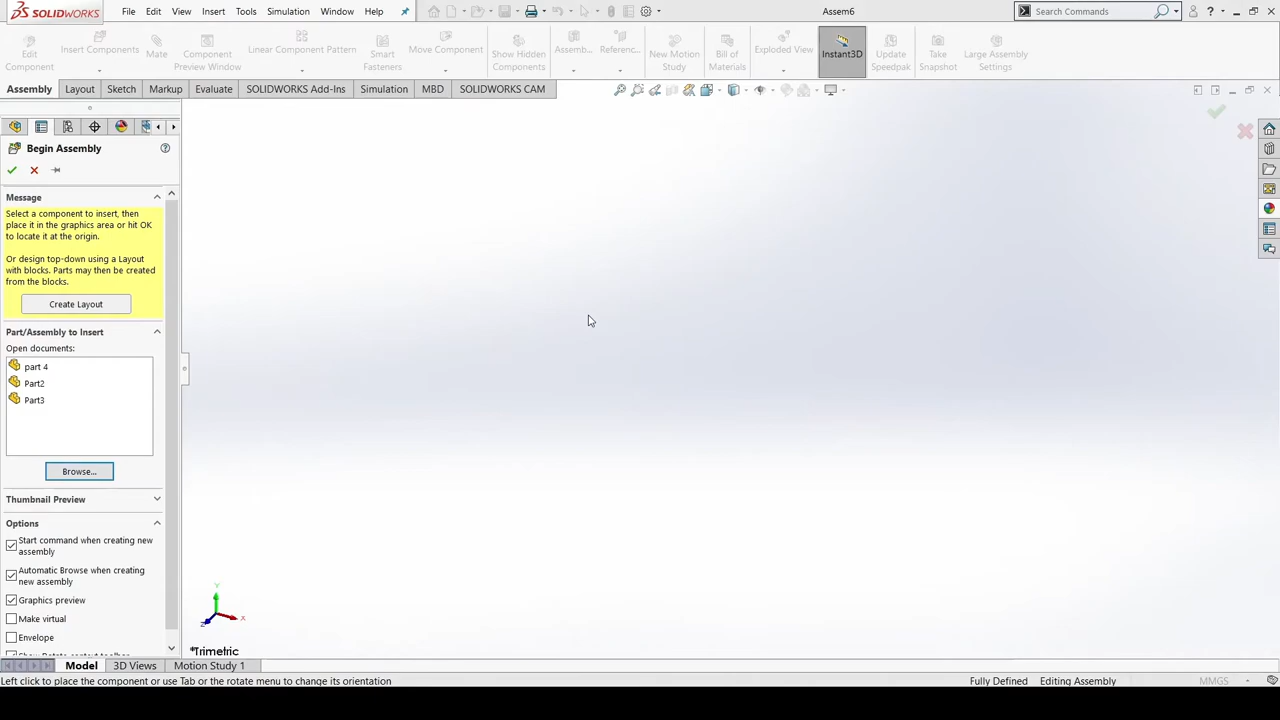 SOLIDWORKS File Edit View Insert Tools Simulation Window Help Assem6 Search Commands
Edit Component
Insert Components
Mate
Component Preview Window
Linear Component Pattern
Smart Fasteners
Move Component
Show Hidden Components
Assemb...
Referenc...
New Motion Study
Bill of Materials
Exploded View
Instant3D
Update Speedpak
Take Snapshot
Large Assembly Settings
Assembly Layout Sketch Markup Evaluate SOLIDWORKS Add-Ins Simulation MBD SOLIDWORKS CAM
Begin Assembly
Message
Select a component to insert, then
place it in the graphics area or hit OK
to locate it at the origin.
Or design top-down using a Layout
with blocks. Parts may then be created
from the blocks.
Create Layout
Part/Assembly to Insert
Open documents:
part 4
Part2
Part3
Browse...
Thumbnail Preview
Options
Start command when creating new
assembly
Automatic Browse when creating
new assembly
Graphics preview
Make virtual
Envelope
Y
X
Z
*Trimetric
Model 3D Views Motion Study 1
Left click to place the component or use Tab or the rotate menu to change its orientation Fully Defined Editing Assembly MMGS